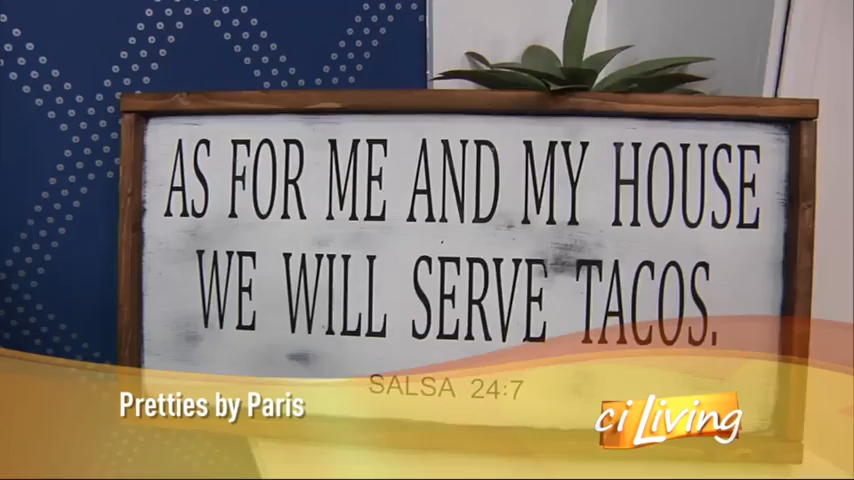 AS FOR ME AND MY HOUSE
WE WILL SERVE TACOS.
SALSA 24:7
Pretties by Paris
ci Living